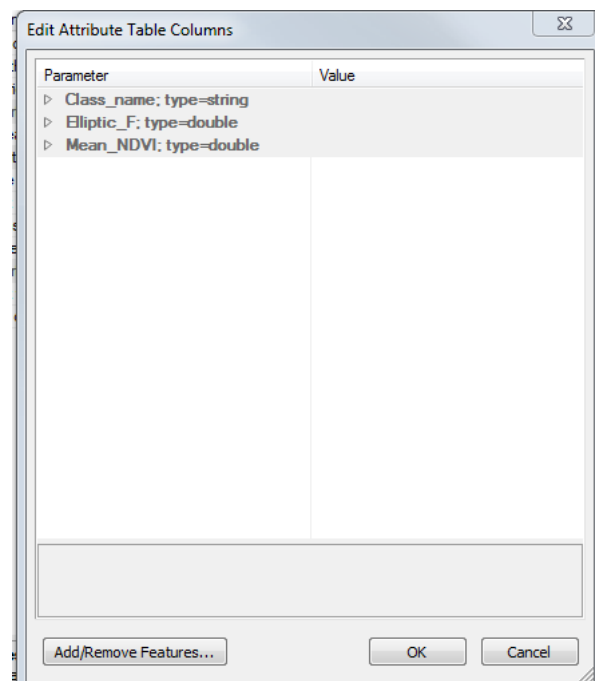 Edit Attribute Table Columns
Parameter Value
Class_name; type=string
Elliptic_F; type=double
Mean_NDVI; type=double
Add/Remove Features... OK Cancel